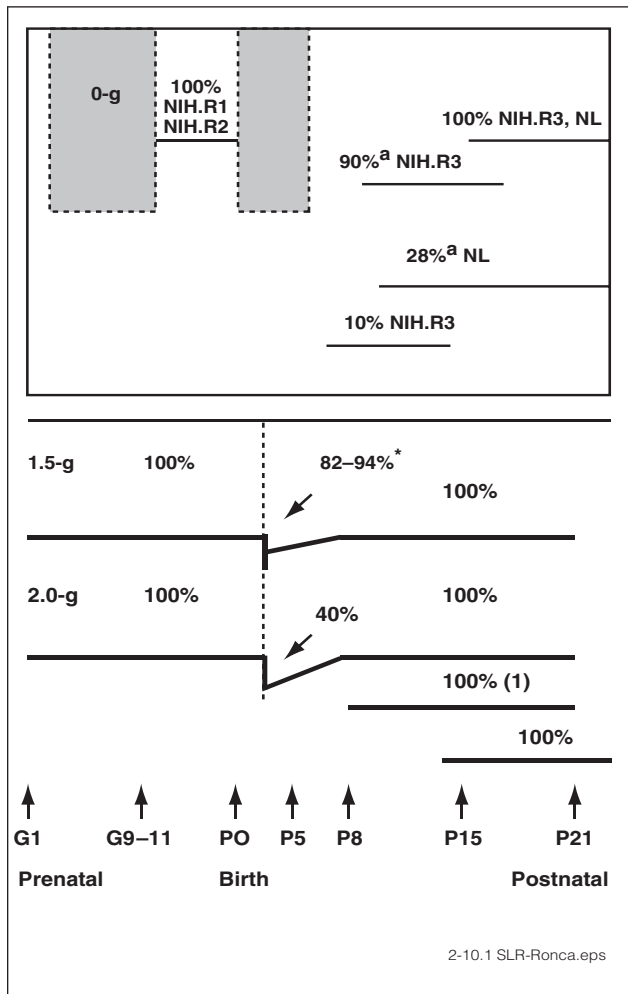 0-g
100%
NIH.R1
NIH.R2
100% NIH.R3, NL
90%a NIH.R3
28%a NL
10% NIH.R3
1.5-g
100%
82–94%*
100%
2.0-g
100%
40%
100%
100% (1)
100%
G1
G9–11
PO
P5
P8
P15
P21
Prenatal
Birth
Postnatal
2-10.1 SLR-Ronca.eps